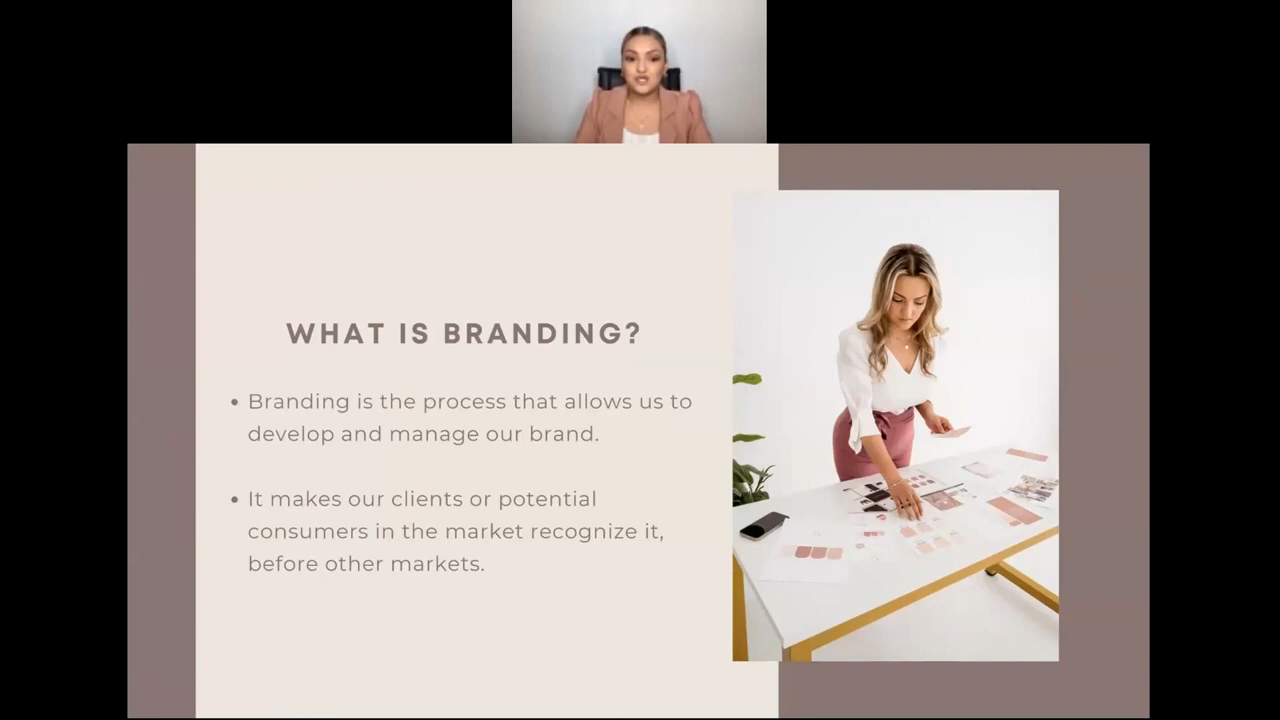 WHAT IS BRANDING?
• Branding is the process that allows us to
develop and manage our brand.
• It makes our clients or potential
consumers in the market recognize it,
before other markets.